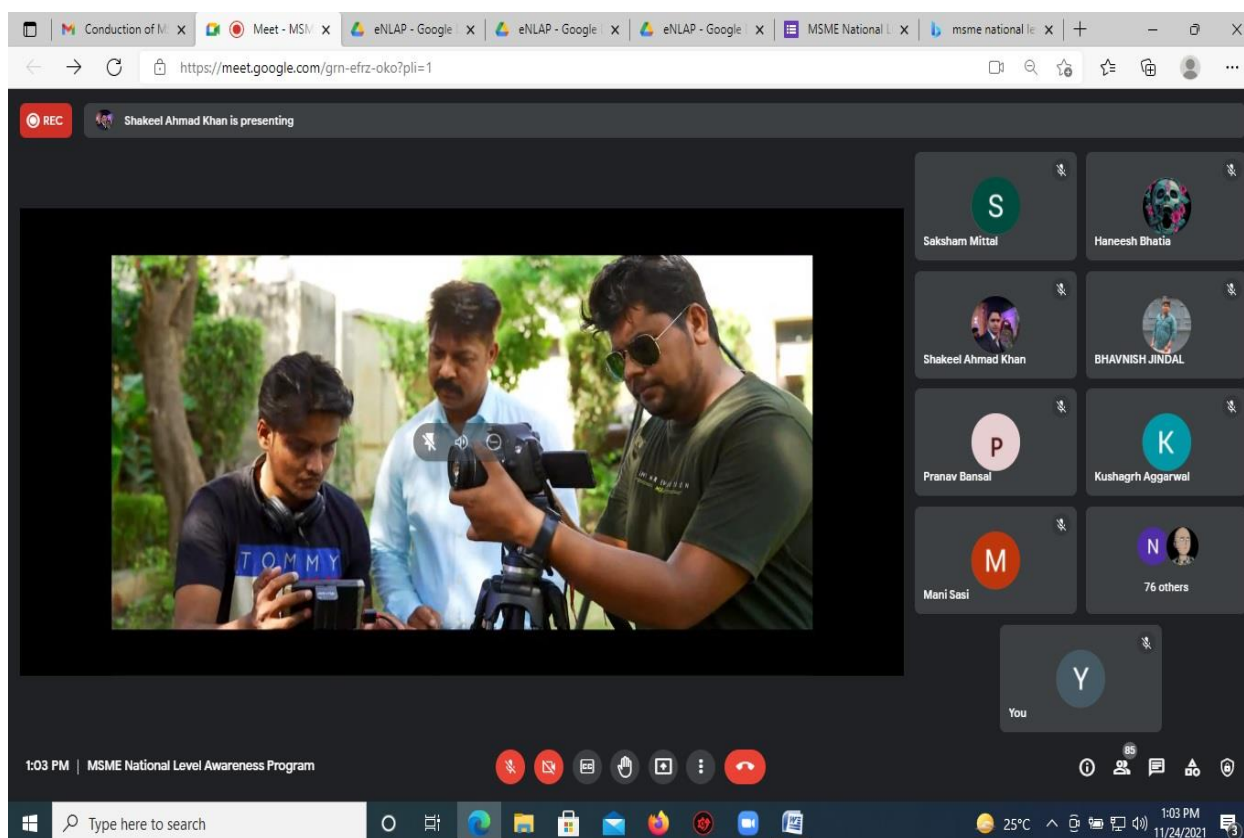 Conduction of M
Meet - MSM
eNLAP - Google
eNLAP - Google
eNLAP - Google
MSME National L
msme national le
https://meet.google.com/grn-efrz-oko?pli=1
REC
Shakeel Ahmad Khan is presenting
S
Saksham Mittal
Haneesh Bhatia
Shakeel Ahmad Khan
BHAVNISH JINDAL
P
Pranav Bansal
K
Kushagrh Aggarwal
M
Mani Sasi
N
76 others
Y
You
TOMMY
1:03 PM | MSME National Level Awareness Program
CC
85
Type here to search
25°C
1:03 PM
11/24/2021
3